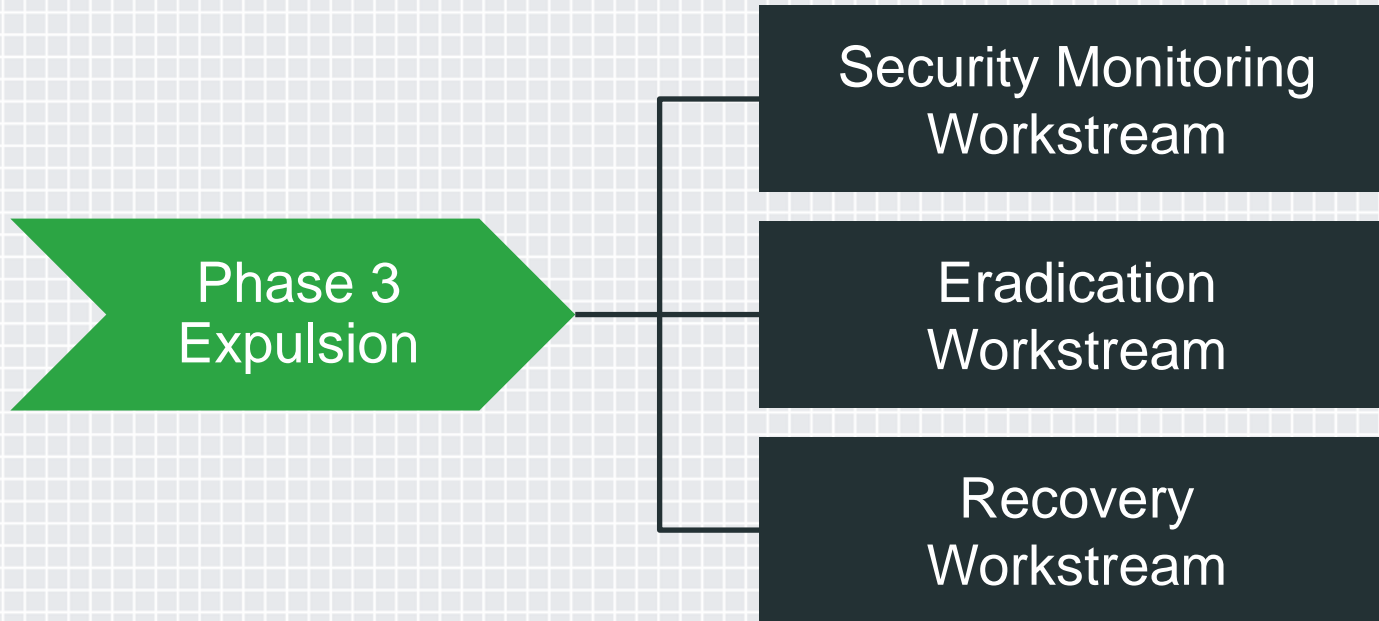 Phase 3
Expulsion
Security Monitoring
Workstream
Eradication
Workstream
Recovery
Workstream